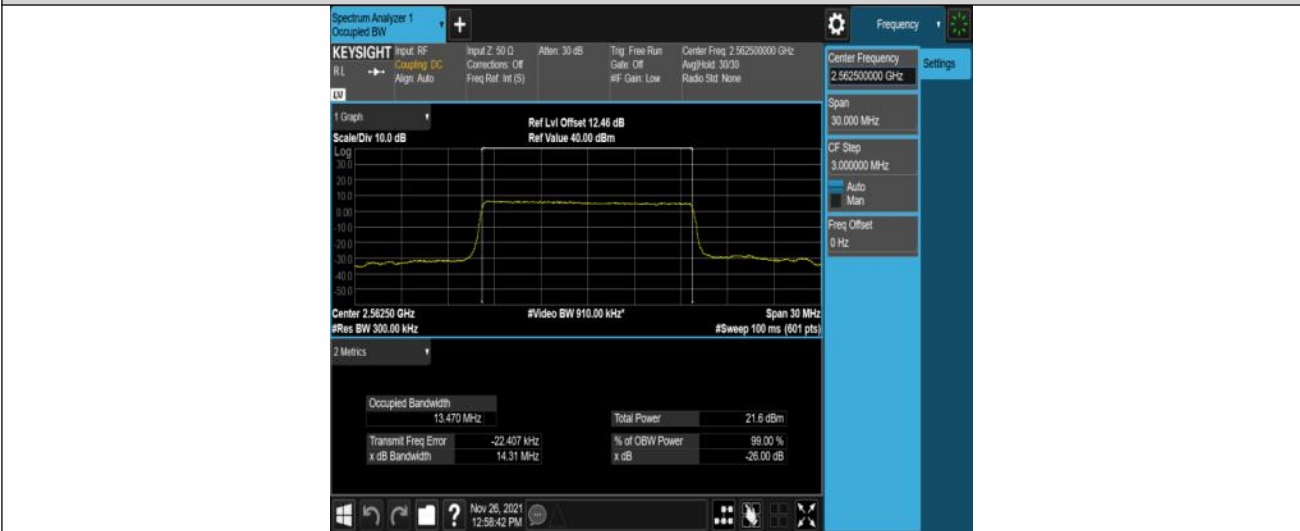 Spectrum Analyzer 1
Occupied BW
+
Frequency
KEYSIGHT Input: RF
Coupling: DC
Align: Auto
RL
LV
Input Z: 50 Ω
Corrections: Off
Freq Ref: Int (S)
Atten: 30 dB
Trig: Free Run
Gate: Off
#IF Gain: Low
Center Freq: 2.562500000 GHz
Avg|Hold: 30/30
Radio Std: None
Center Frequency
2.562500000 GHz
Settings
Span
30.000 MHz
CF Step
3.000000 MHz
Auto
Man
Freq Offset
0 Hz
1 Graph
Scale/Div 10.0 dB
Ref Lvl Offset 12.46 dB
Ref Value 40.00 dBm
Log
30.0
20.0
10.0
0.00
-10.0
-20.0
-30.0
-40.0
-50.0
Center 2.56250 GHz
#Video BW 910.00 kHz*
Span 30 MHz
#Res BW 300.00 kHz
#Sweep 100 ms (601 pts)
2 Metrics
Occupied Bandwidth
13.470 MHz
Total Power 21.6 dBm
Transmit Freq Error -22.407 kHz
% of OBW Power 99.00 %
x dB Bandwidth 14.31 MHz
x dB -26.00 dB
?
Nov 26, 2021
12:58:42 PM